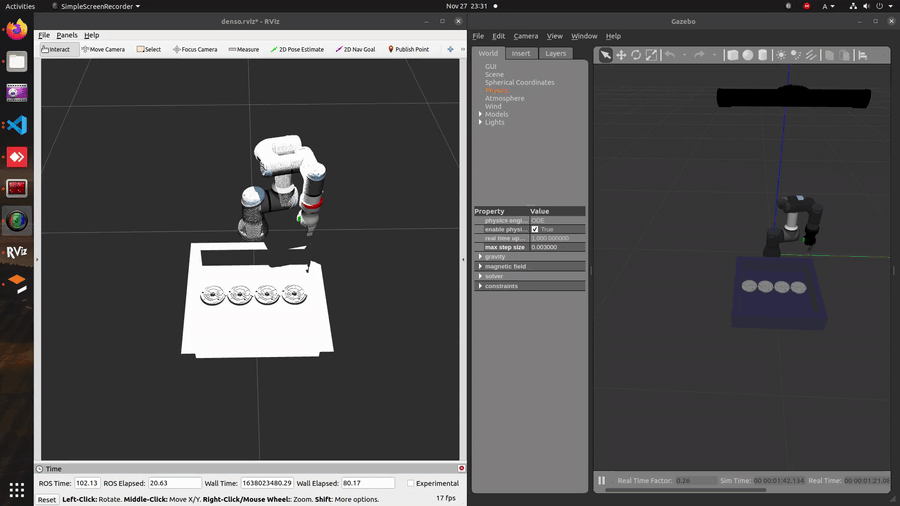 Activities SimpleScreenRecorder Nov 27 23:31 A
denso.rviz* - RViz
File Panels Help
Interact Move Camera Select Focus Camera Measure 2D Pose Estimate 2D Nav Goal Publish Point
Time
ROS Time: 102.13 ROS Elapsed: 20.63 Wall Time: 1638023480.29 Wall Elapsed: 80.17 Experimental
Reset Left-Click: Rotate. Middle-Click: Move X/Y. Right-Click/Mouse Wheel:: Zoom. Shift: More options. 17 fps
RViz
Gazebo
File Edit Camera View Window Help
World Insert Layers
GUI
Scene
Spherical Coordinates
Physics
Atmosphere
Wind
Models
Lights
Property Value
physics engi... ODE
enable physi... True
real time up... 1,000.000000
max step size 0.003000
gravity
magnetic field
solver
constraints
Real Time Factor: 0.26 Sim Time: 00 00:01:42.134 Real Time: